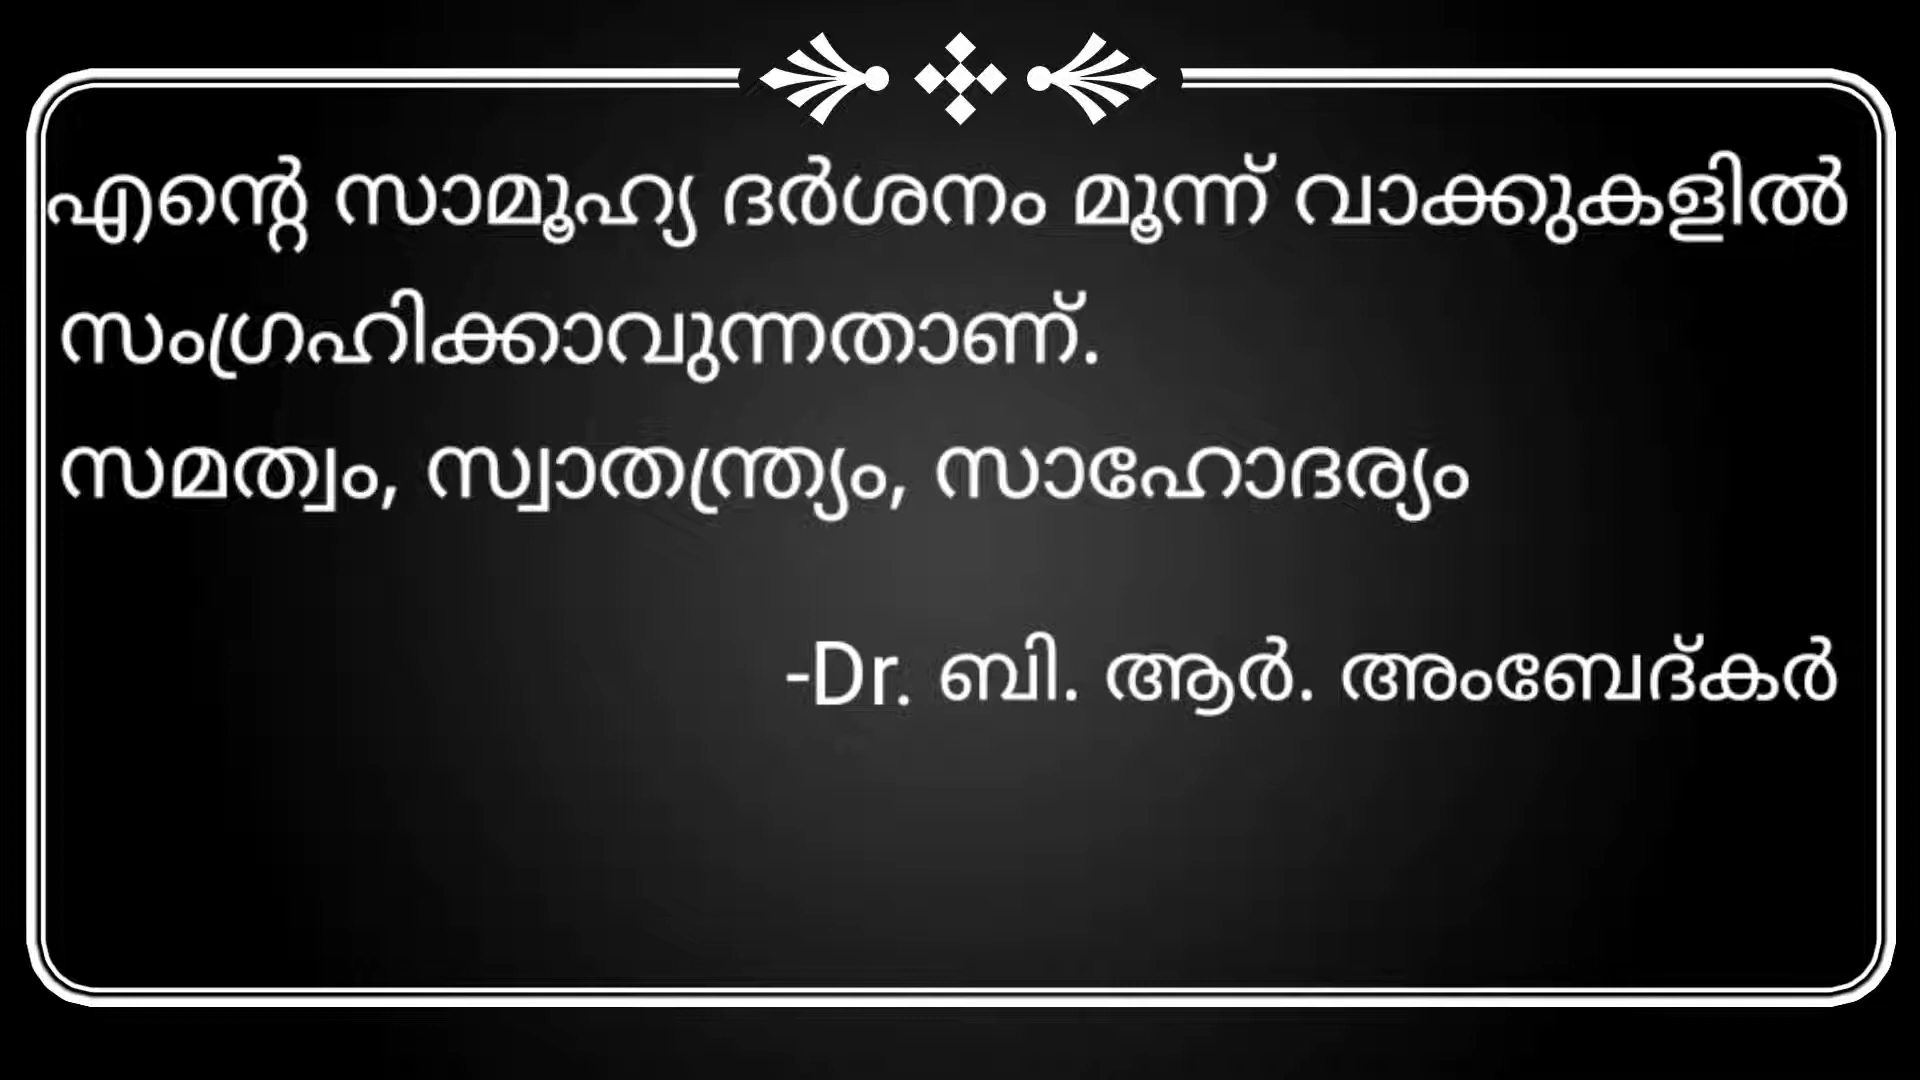 എന്റെ സാമൂഹ്യ ദർശനം മൂന്ന് വാക്കുകളിൽ
സംഗ്രഹിക്കാവുന്നതാണ്.
സമത്വം, സ്വാതന്ത്ര്യം, സാഹോദര്യം
-Dr. ബി. ആർ. അംബേദ്കർ